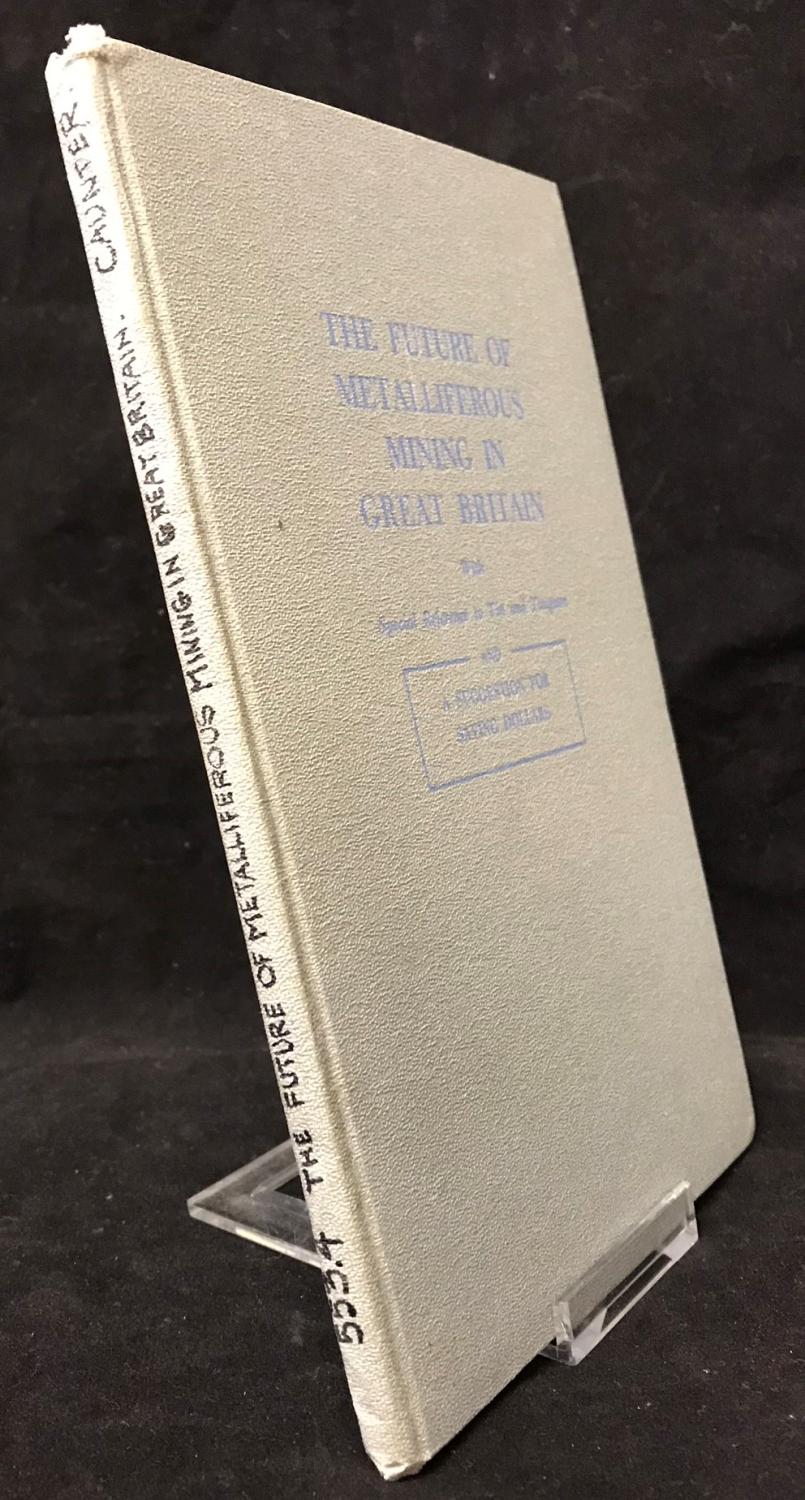 THE FUTURE OF
METALLIFEROUS
MINING IN
GREAT BRITAIN
With
Special Reference to Tin and Tungsten
and
A SUGGESTION FOR
SAVING DOLLARS
553.4 THE FUTURE OF METALLIFEROUS MINING IN GREAT BRITAIN. CAUNTER.